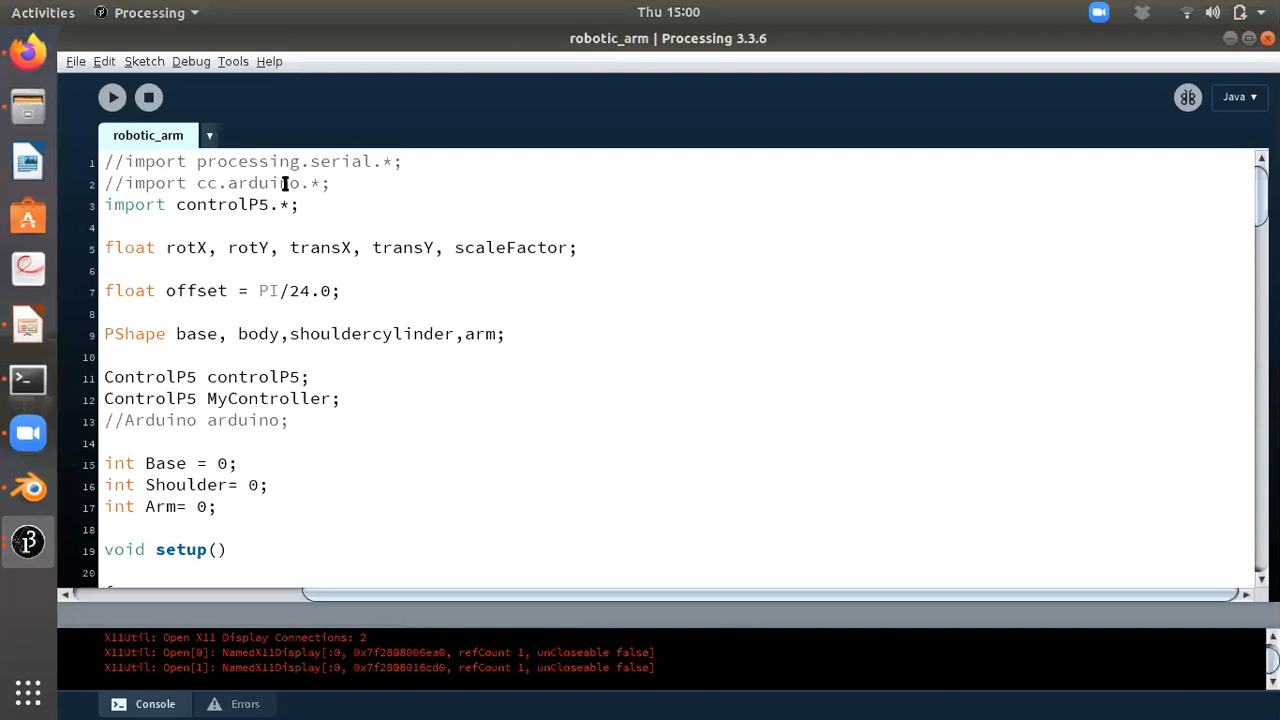 Activities Processing Thu 15:00
robotic_arm | Processing 3.3.6
File Edit Sketch Debug Tools Help
Java
robotic_arm
1 //import processing.serial.*;
2 //import cc.arduino.*;
3 import controlP5.*;
4
5 float rotX, rotY, transX, transY, scaleFactor;
6
7 float offset = PI/24.0;
8
9 PShape base, body,shouldercylinder,arm;
10
11 ControlP5 controlP5;
12 ControlP5 MyController;
13 //Arduino arduino;
14
15 int Base = 0;
16 int Shoulder= 0;
17 int Arm= 0;
18
19 void setup()
20
X11Util: Open X11 Display Connections: 2
X11Util: Open[0]: NamedX11Display[:0, 0x7f2808006ea0, refCount 1, unCloseable false]
X11Util: Open[1]: NamedX11Display[:0, 0x7f2808016cd0, refCount 1, unCloseable false]
Console Errors